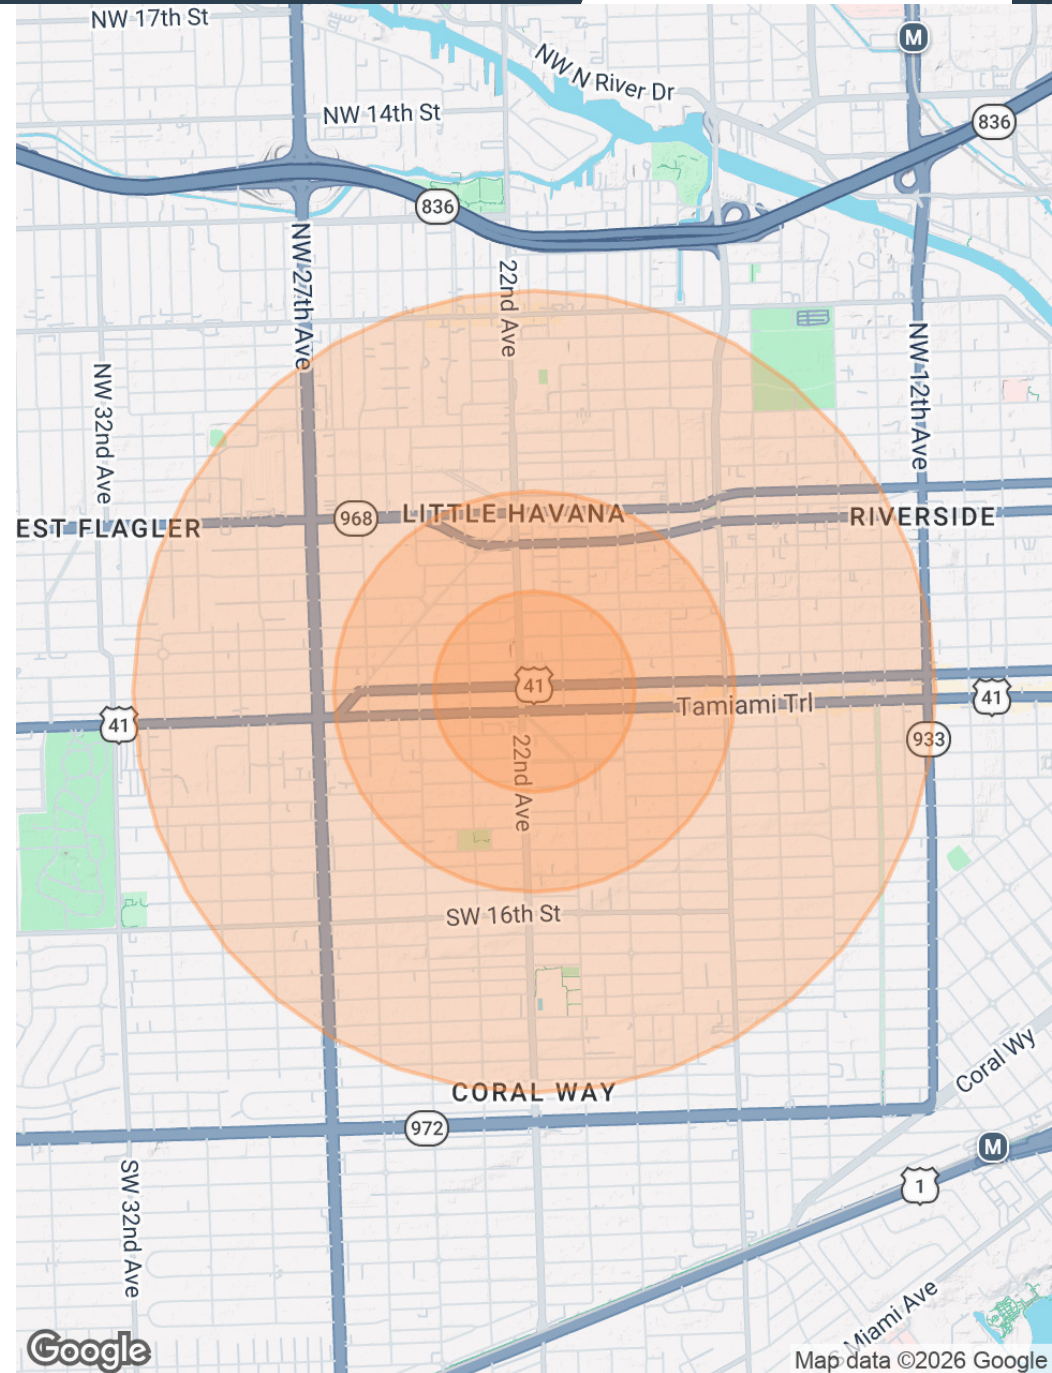 NW 17th St
M
NW N River Dr
NW 14th St
836
836
NW 27th Ave
22nd Ave
NW 32nd Ave
NW 12th Ave
968
LITTLE HAVANA
RIVERSIDE
EST FLAGLER
41
41
41
Tamiami Trl
933
22nd Ave
SW 16th St
CORAL WAY
Coral Wy
972
M
1
SW 32nd Ave
S Miami Ave
Google
Map data ©2026 Google